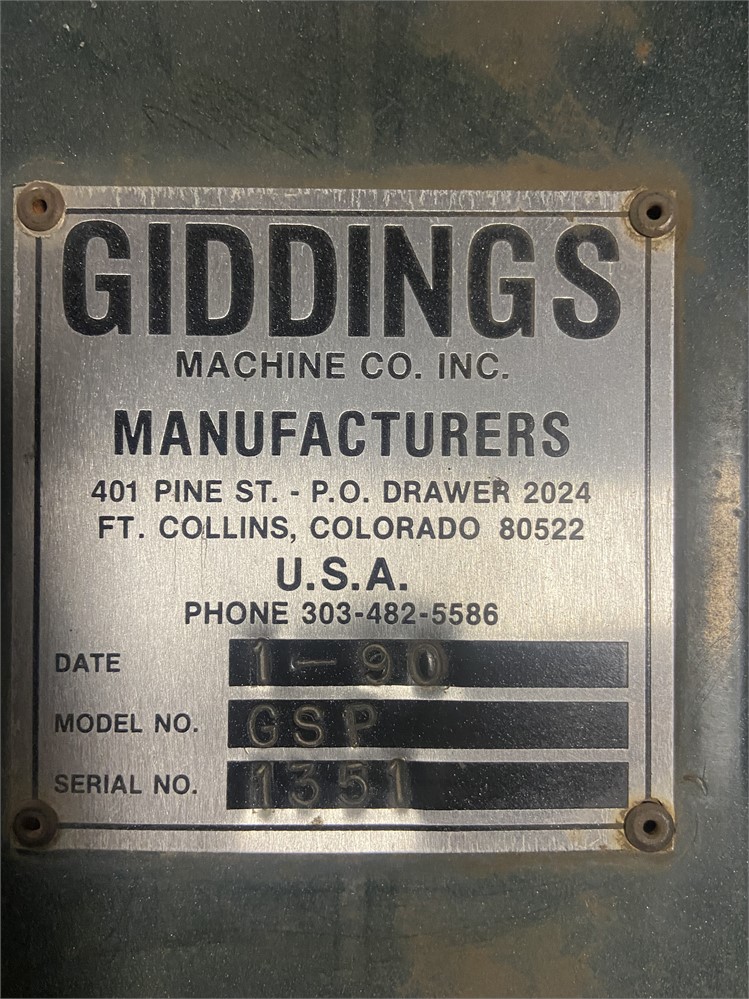 GIDDINGS
MACHINE CO. INC.
MANUFACTURERS
401 PINE ST. - P.O. DRAWER 2024
FT. COLLINS, COLORADO 80522
U.S.A.
PHONE 303-482-5586
DATE 1-90
MODEL NO. GSP
SERIAL NO. 1351